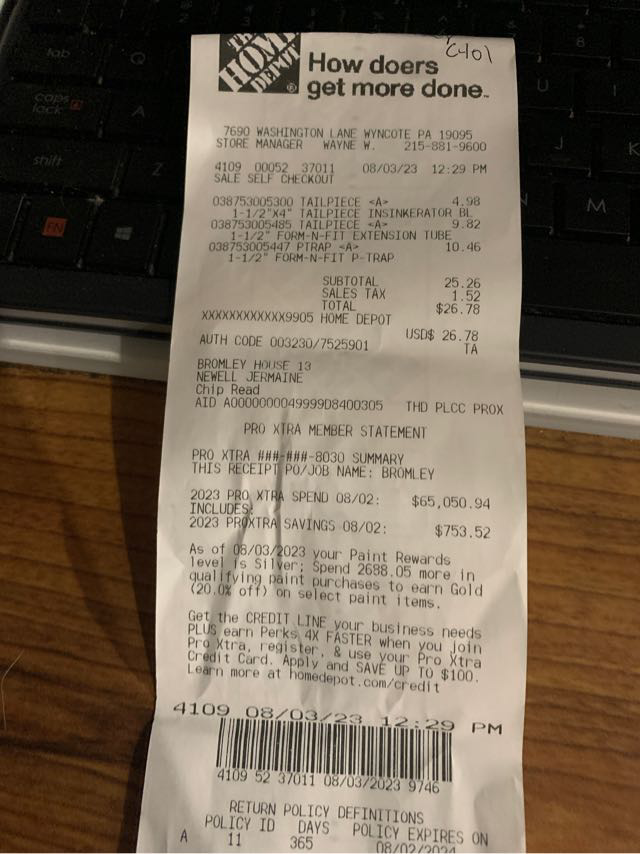 tab
Q
U
I
8
caps lock
A
J
K
shift
Z
M
FN
C401
THE HOME DEPOT
How doers
get more done.
7690 WASHINGTON LANE WYNCOTE PA 19095
STORE MANAGER WAYNE W. 215-881-9600
4109 00052 37011 08/03/23 12:29 PM
SALE SELF CHECKOUT
038753005300 TAILPIECE <A> 4.98
1-1/2"X4" TAILPIECE INSINKERATOR BL
038753005485 TAILPIECE <A> 9.82
1-1/2" FORM-N-FIT EXTENSION TUBE
038753005447 PTRAP <A> 10.46
1-1/2" FORM-N-FIT P-TRAP
SUBTOTAL 25.26
SALES TAX 1.52
TOTAL $26.78
XXXXXXXXXXXX9905 HOME DEPOT
USD$ 26.78
AUTH CODE 003230/7525901 TA
BROMLEY HOUSE 13
NEWELL JERMAINE
Chip Read
AID A0000000049999D8400305 THD PLCC PROX
PRO XTRA MEMBER STATEMENT
PRO XTRA ###-###-8030 SUMMARY
THIS RECEIPT PO/JOB NAME: BROMLEY
2023 PRO XTRA SPEND 08/02: $65,050.94
INCLUDES:
2023 PROXTRA SAVINGS 08/02: $753.52
As of 08/03/2023 your Paint Rewards
level is Silver; Spend 2688.05 more in
qualifying paint purchases to earn Gold
(20.0% off) on select paint items.
Get the CREDIT LINE your business needs
PLUS earn Perks 4X FASTER when you join
Pro Xtra, register, & use your Pro Xtra
Credit Card. Apply and SAVE UP TO $100.
Learn more at homedepot.com/credit
4109 08/03/23 12:29 PM
4109 52 37011 08/03/2023 9746
RETURN POLICY DEFINITIONS
POLICY ID DAYS POLICY EXPIRES ON
A 11 365 08/02/2024